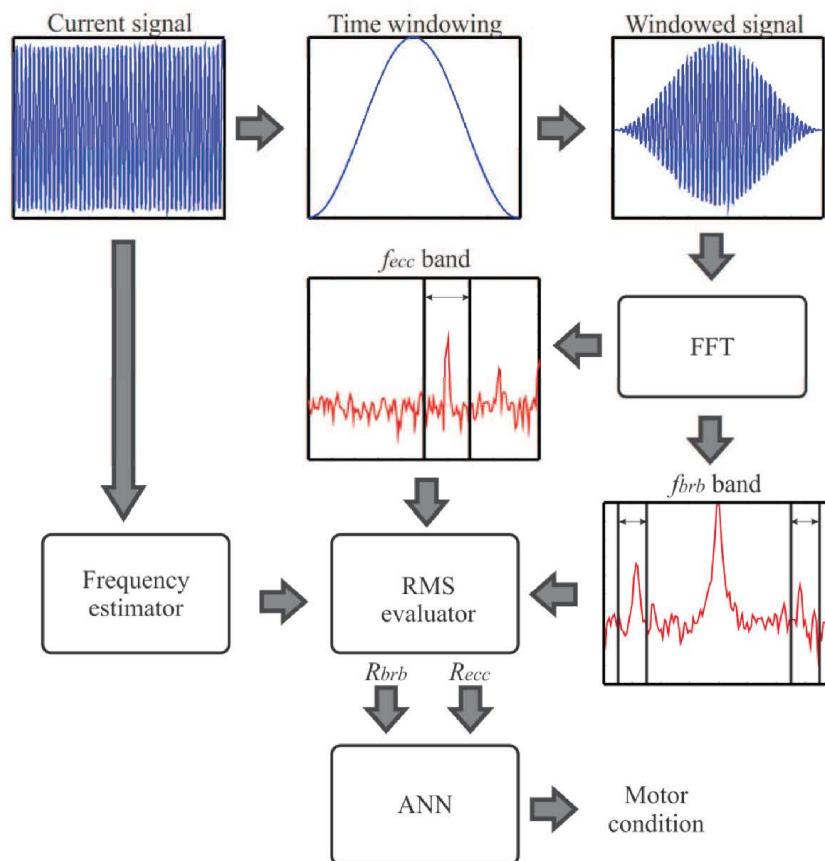 Current signal
Time windowing
Windowed signal
fecc band
FFT
fbrb band
Frequency
estimator
RMS
evaluator
Rbrb
Recc
ANN
Motor
condition